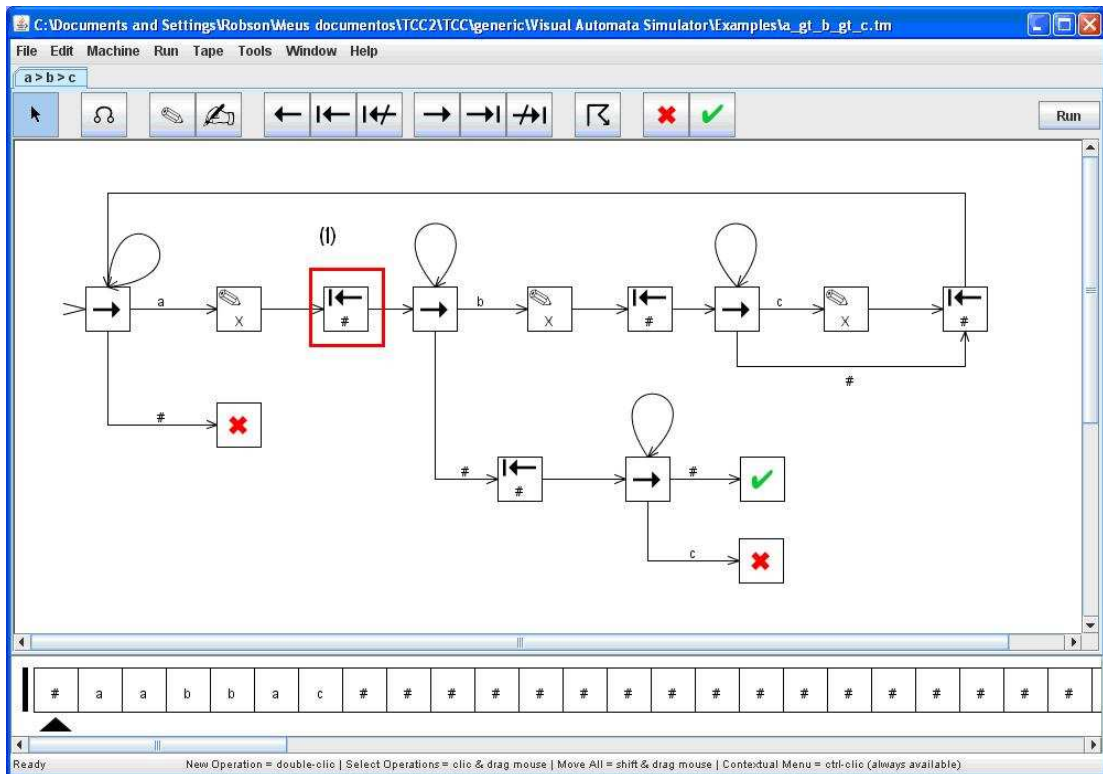 C:\Documents and Settings\Robson\Meus documentos\TCC2\TCC\generic\Visual Automata Simulator\Examples\a_gt_b_gt_c.tm
File Edit Machine Run Tape Tools Window Help
a>b>c
Run
(1)
a X # b X # c X #
#
#
# # #
c
# a a b b a c # # # # # # # # # # # # # # # # #
Ready New Operation = double-clic | Select Operations = clic & drag mouse | Move All = shift & drag mouse | Contextual Menu = ctrl-clic (always available)